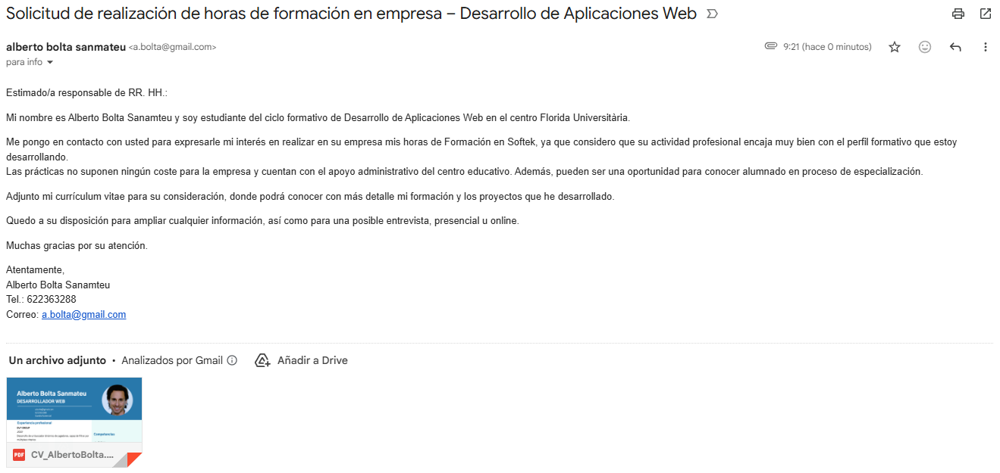 Solicitud de realización de horas de formación en empresa – Desarrollo de Aplicaciones Web
alberto bolta sanmateu <a.bolta@gmail.com>
9:21 (hace 0 minutos)
para info
Estimado/a responsable de RR. HH.:
Mi nombre es Alberto Bolta Sanamteu y soy estudiante del ciclo formativo de Desarrollo de Aplicaciones Web en el centro Florida Universitària.
Me pongo en contacto con usted para expresarle mi interés en realizar en su empresa mis horas de Formación en Softek, ya que considero que su actividad profesional encaja muy bien con el perfil formativo que estoy
desarrollando.
Las prácticas no suponen ningún coste para la empresa y cuentan con el apoyo administrativo del centro educativo. Además, pueden ser una oportunidad para conocer alumnado en proceso de especialización.
Adjunto mi currículum vitae para su consideración, donde podrá conocer con más detalle mi formación y los proyectos que he desarrollado.
Quedo a su disposición para ampliar cualquier información, así como para una posible entrevista, presencial u online.
Muchas gracias por su atención.
Atentamente,
Alberto Bolta Sanamteu
Tel.: 622363288
Correo: a.bolta@gmail.com
Un archivo adjunto • Analizados por Gmail
Añadir a Drive
Alberto Bolta Sanmateu
DESARROLLADOR WEB
Experiencia profesional
Competencias
PDF CV_AlbertoBolta....